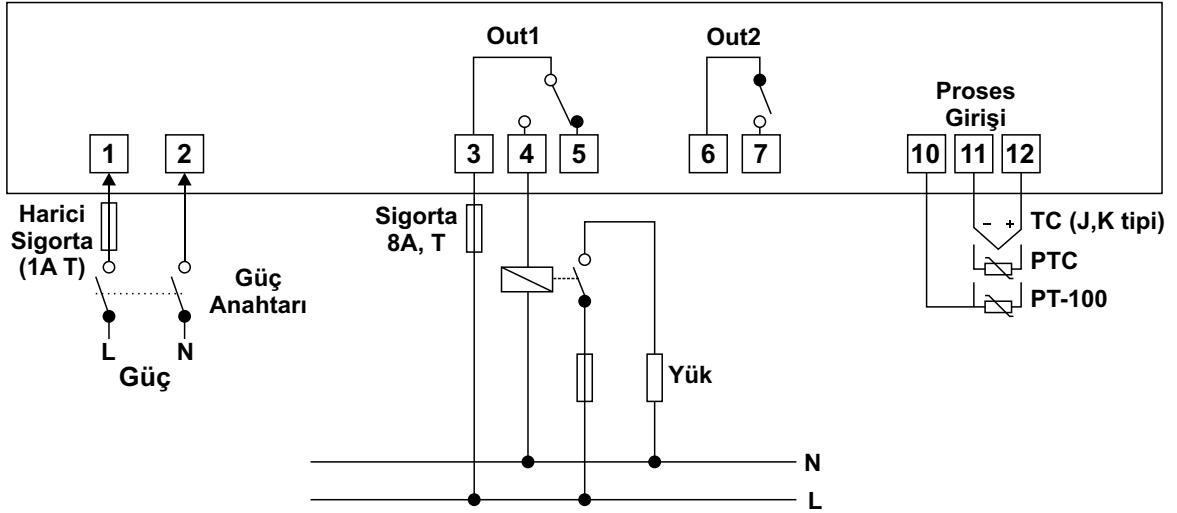 Out1
Out2
Proses
Girişi
1
2
3
4
5
6
7
10
11
12
Harici
Sigorta
(1A T)
Güç
Anahtarı
L
N
Güç
Sigorta
8A, T
Yük
N
L
- +
TC (J,K tipi)
PTC
PT-100